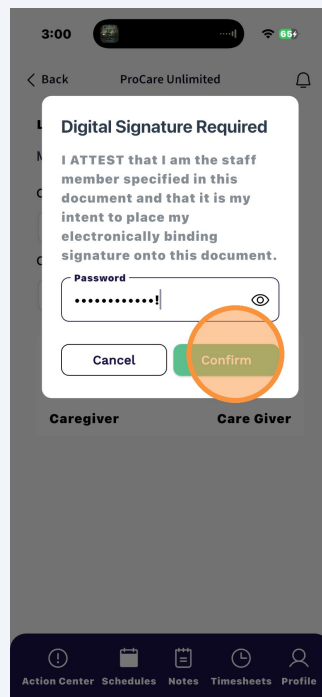 3:00
65
Back ProCare Unlimited
Digital Signature Required
I ATTEST that I am the staff
member specified in this
document and that it is my
intent to place my
electronically binding
signature onto this document.
Password
••••••••••••!
Cancel Confirm
Caregiver Care Giver
Action Center Schedules Notes Timesheets Profile